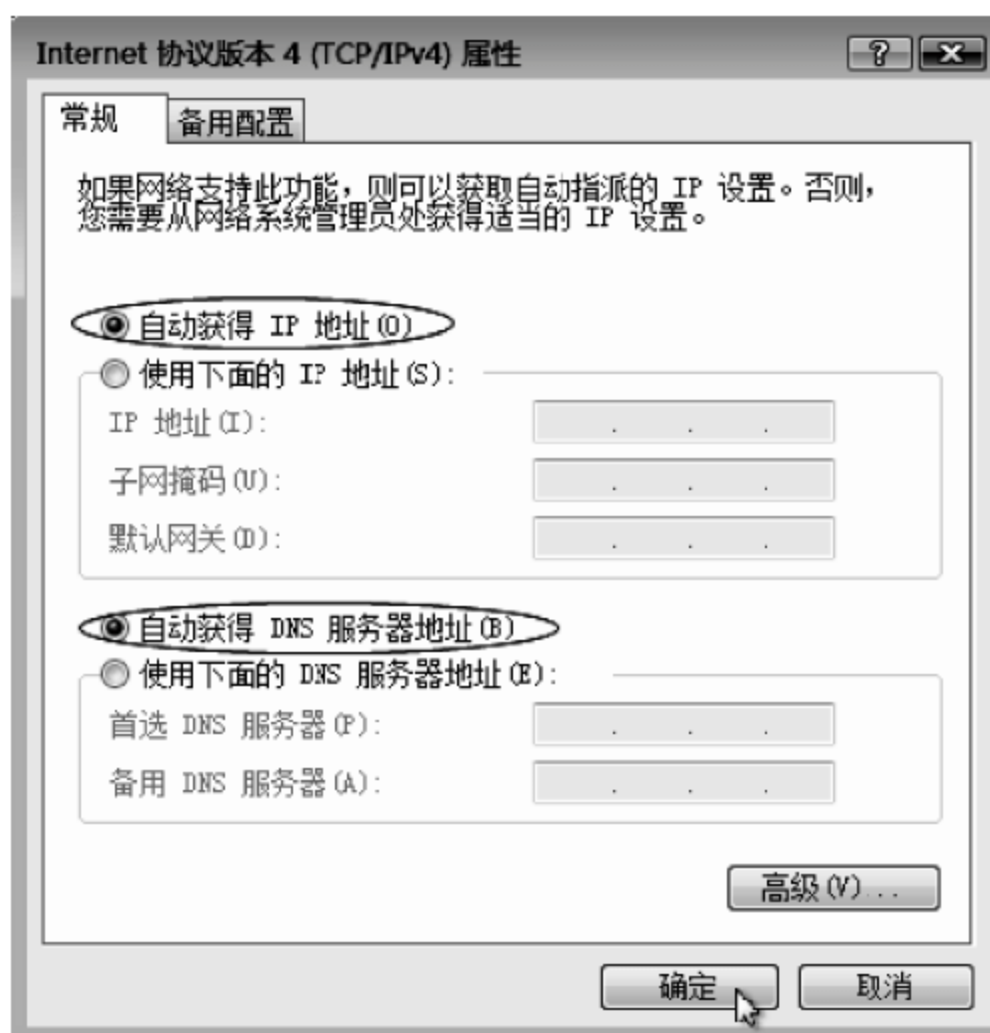 Internet 协议版本 4 (TCP/IPv4) 属性
常规
备用配置
如果网络支持此功能，则可以获取自动指派的 IP 设置。否则，
您需要从网络系统管理员处获得适当的 IP 设置。
自动获得 IP 地址(O)
使用下面的 IP 地址(S):
IP 地址(I):
子网掩码(U):
默认网关(D):
自动获得 DNS 服务器地址(B)
使用下面的 DNS 服务器地址(E):
首选 DNS 服务器(P):
备用 DNS 服务器(A):
高级(V)...
确定
取消